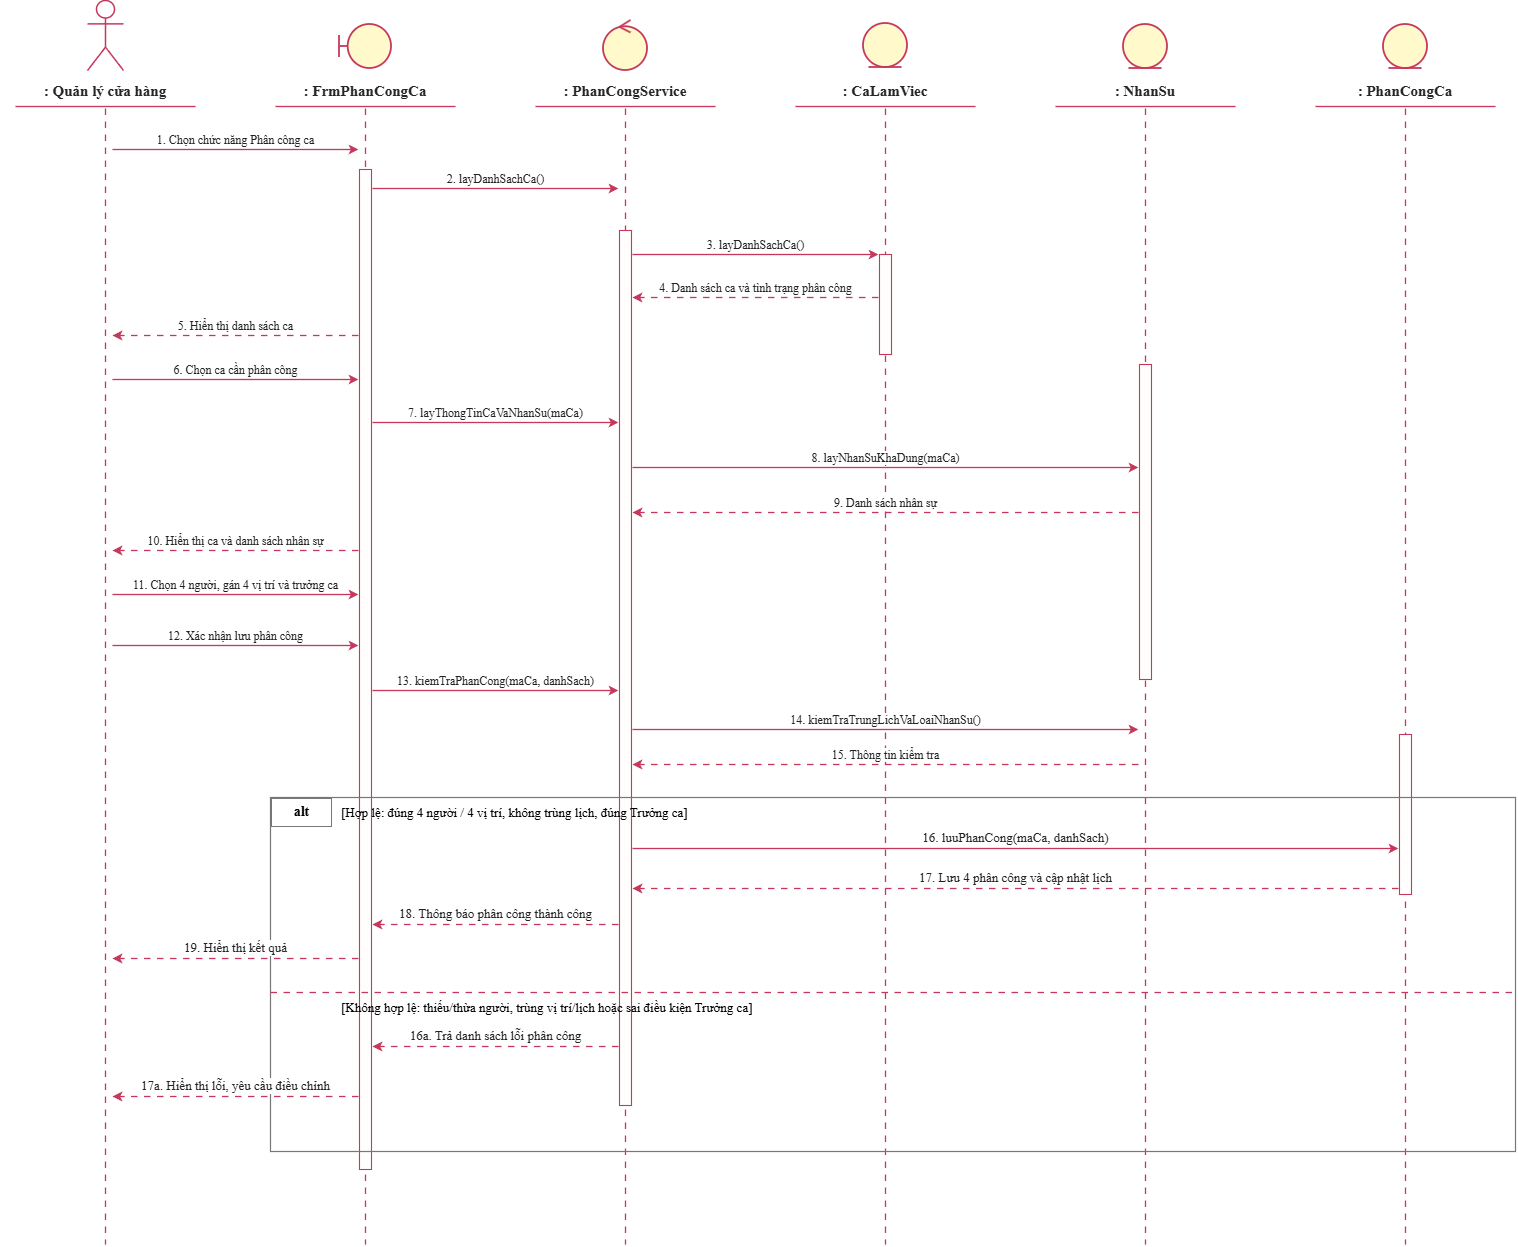 : Quản lý cửa hàng
: FrmPhanCongCa
: PhanCongService
: CaLamViec
: NhanSu
: PhanCongCa
1. Chọn chức năng Phân công ca
2. layDanhSachCa()
3. layDanhSachCa()
4. Danh sách ca và tình trạng phân công
5. Hiển thị danh sách ca
6. Chọn ca cần phân công
7. layThongTinCaVaNhanSu(maCa)
8. layNhanSuKhaDung(maCa)
9. Danh sách nhân sự
10. Hiển thị ca và danh sách nhân sự
11. Chọn 4 người, gán 4 vị trí và trưởng ca
12. Xác nhận lưu phân công
13. kiemTraPhanCong(maCa, danhSach)
14. kiemTraTrungLichVaLoaiNhanSu()
15. Thông tin kiểm tra
alt
[Hợp lệ: đúng 4 người / 4 vị trí, không trùng lịch, đúng Trưởng ca]
16. luuPhanCong(maCa, danhSach)
17. Lưu 4 phân công và cập nhật lịch
18. Thông báo phân công thành công
19. Hiển thị kết quả
[Không hợp lệ: thiếu/thừa người, trùng vị trí/lịch hoặc sai điều kiện Trưởng ca]
16a. Trả danh sách lỗi phân công
17a. Hiển thị lỗi, yêu cầu điều chỉnh